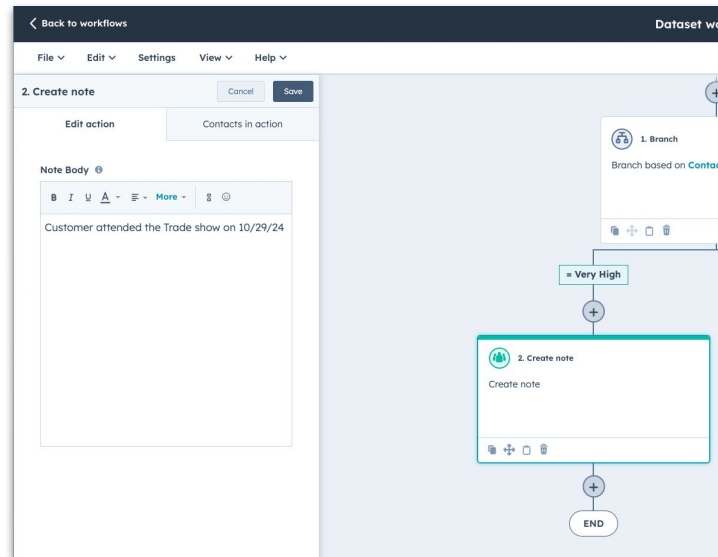 Back to workflows
Dataset wo
File Edit Settings View Help
2. Create note
Cancel
Save
Edit action
Contacts in action
Note Body
B I U A More
Customer attended the Trade show on 10/29/24
1. Branch
Branch based on Contac
= Very High
2. Create note
Create note
END